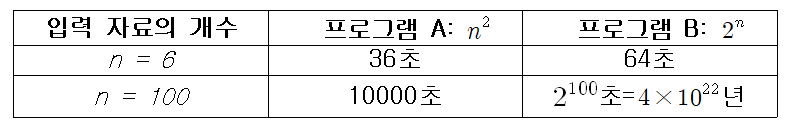 입력 자료의 개수 프로그램 A: n² 프로그램 B: 2ⁿ
n = 6 36초 64초
n = 100 10000초 2¹⁰⁰초=4×10²²년